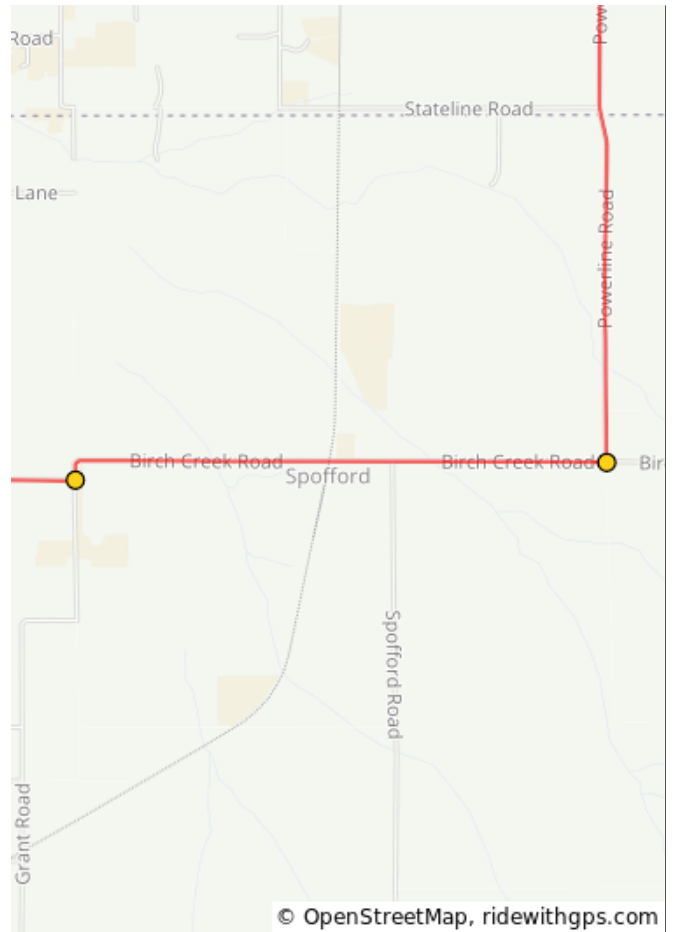 Road
Pow
Stateline Road
Lane
Powerline Road
Birch Creek Road
Birch Creek Road
Bir
Spofford
Spofford Road
Grant Road
© OpenStreetMap, ridewithgps.com